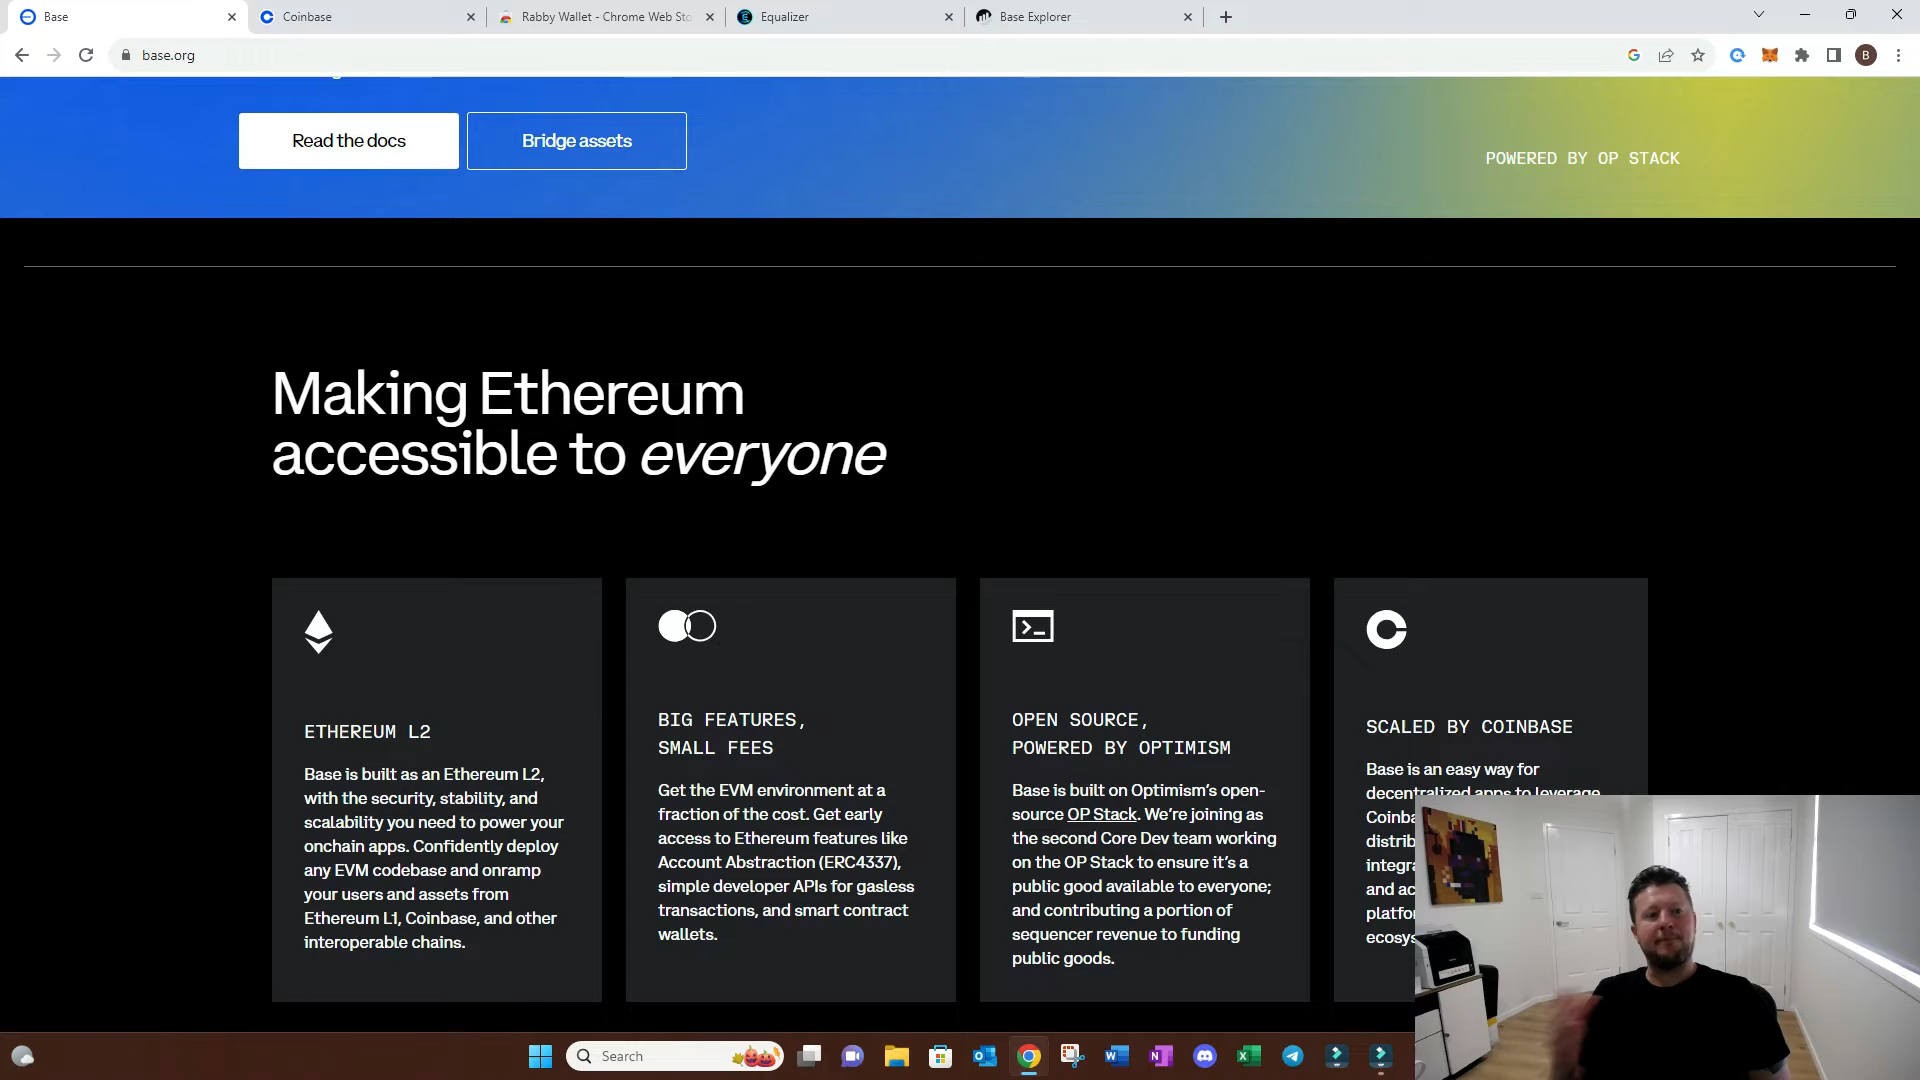 Base
Coinbase
Rabby Wallet - Chrome Web Sto
Equalizer
Base Explorer
base.org
B
Read the docs
Bridge assets
POWERED BY OP STACK
Making Ethereum
accessible to everyone
ETHEREUM L2
Base is built as an Ethereum L2,
with the security, stability, and
scalability you need to power your
onchain apps. Confidently deploy
any EVM codebase and onramp
your users and assets from
Ethereum L1, Coinbase, and other
interoperable chains.
BIG FEATURES,
SMALL FEES
Get the EVM environment at a
fraction of the cost. Get early
access to Ethereum features like
Account Abstraction (ERC4337),
simple developer APIs for gasless
transactions, and smart contract
wallets.
OPEN SOURCE,
POWERED BY OPTIMISM
Base is built on Optimism's open-
source OP Stack. We're joining as
the second Core Dev team working
on the OP Stack to ensure it's a
public good available to everyone;
and contributing a portion of
sequencer revenue to funding
public goods.
SCALED BY COINBASE
Base is an easy way for
decentralized apps to leverage
Coinba
distrib
integra
and ac
platfor
ecosys
Search